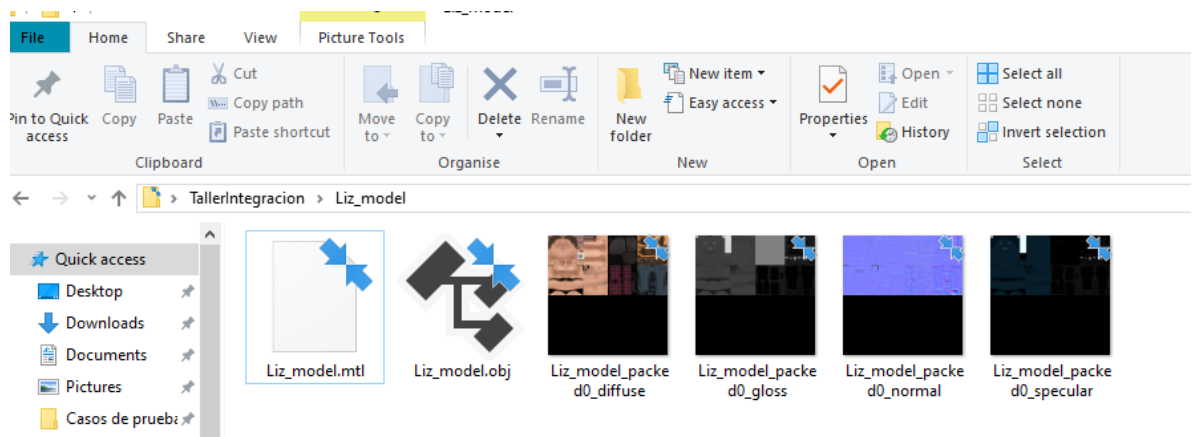 File Home Share View Picture Tools
Pin to Quick access
Copy
Paste
Cut
Copy path
Paste shortcut
Move to
Copy to
Delete
Rename
New folder
New item
Easy access
Properties
Open
Edit
History
Select all
Select none
Invert selection
Clipboard Organise New Open Select
TallerIntegracion > Liz_model
Quick access
Desktop
Downloads
Documents
Pictures
Casos de prueba
Liz_model.mtl
Liz_model.obj
Liz_model_packe
d0_diffuse
Liz_model_packe
d0_gloss
Liz_model_packe
d0_normal
Liz_model_packe
d0_specular